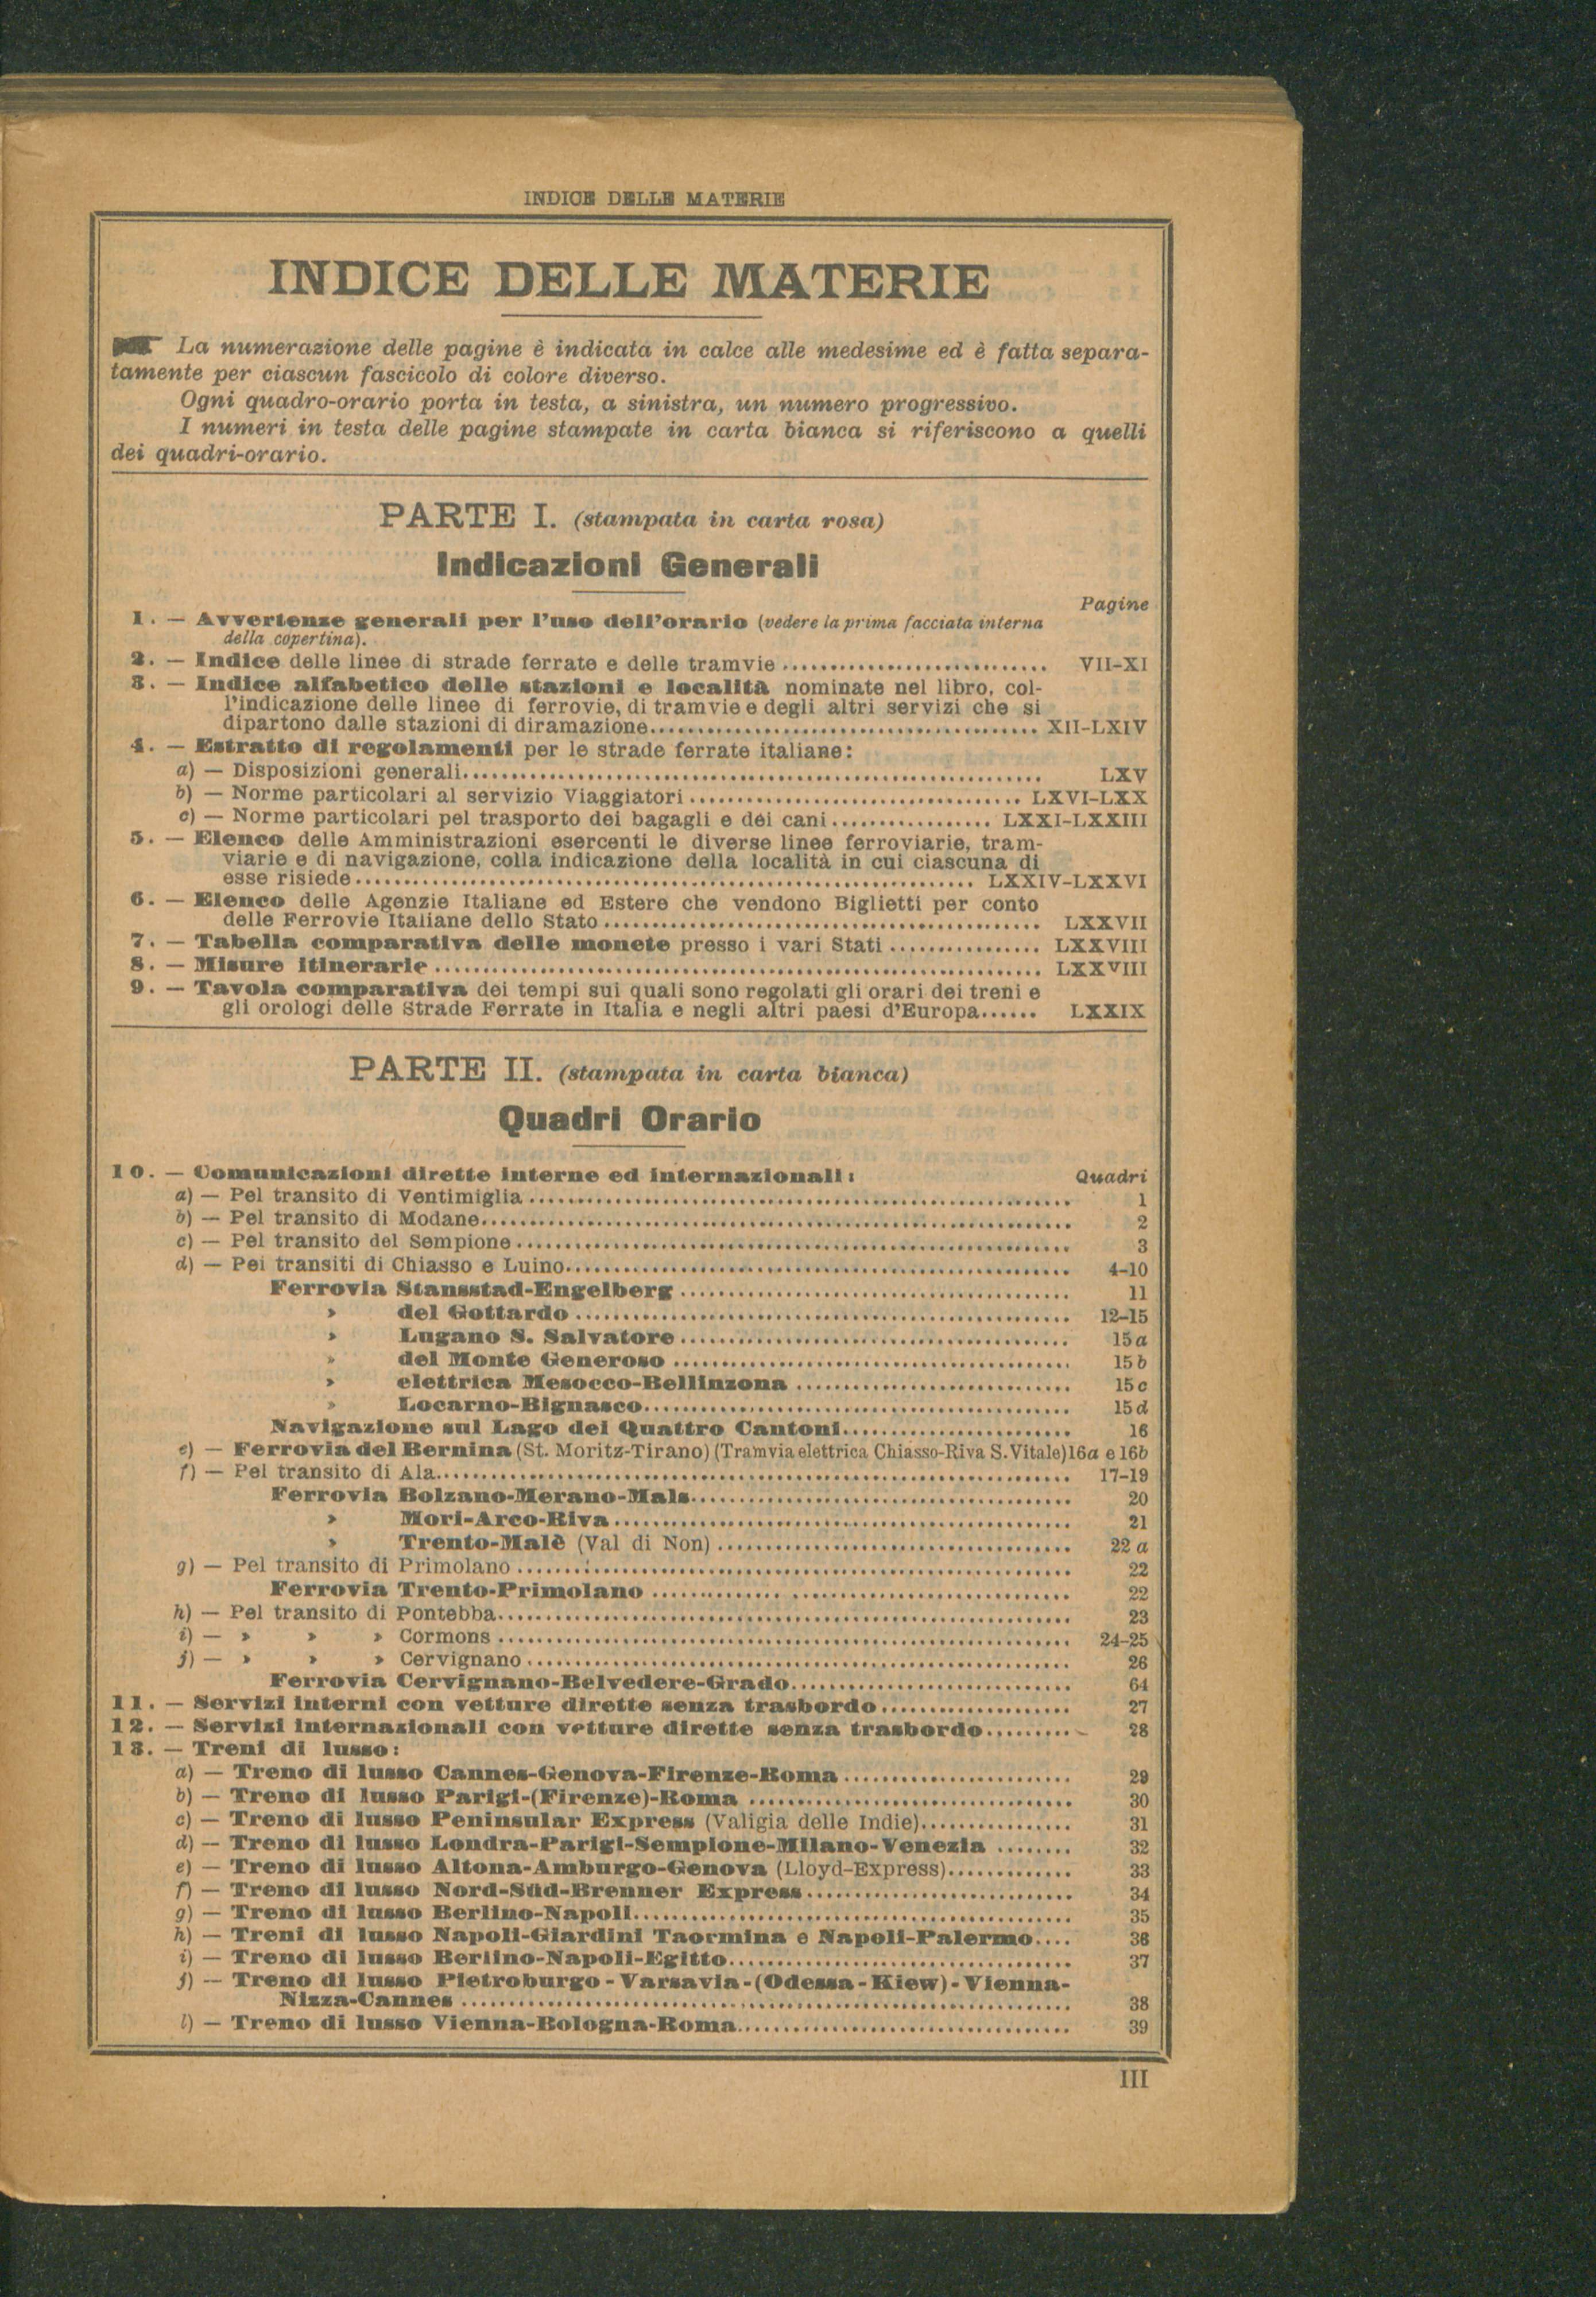 INDICE DELLE MATERIE
INDICE DELLE MATERIE
La numerazione delle pagine è indicata in calce alle medesime ed è fatta separa-
tamente per ciascun fascicolo di colore diverso.
Ogni quadro-orario porta in testa, a sinistra, un numero progressivo.
I numeri in testa delle pagine stampate in carta bianca si riferiscono a quelli
dei quadri-orario.
PARTE I. (stampata in carta rosa)
Indicazioni Generali
Pagine
1. — Avvertenze generali per l'uso dell'orario (vedere la prima facciata interna
della copertina).
2. — Indice delle linee di strade ferrate e delle tramvie ........................... VII-XI
3. — Indice alfabetico delle stazioni e località nominate nel libro, col-
l'indicazione delle linee di ferrovie, di tramvie e degli altri servizi che si
dipartono dalle stazioni di diramazione........................................ XII-LXIV
4. — Estratto di regolamenti per le strade ferrate italiane:
a) — Disposizioni generali............................................................ LXV
b) — Norme particolari al servizio Viaggiatori.................................. LXVI-LXX
c) — Norme particolari pel trasporto dei bagagli e dei cani................. LXXI-LXXIII
5. — Elenco delle Amministrazioni esercenti le diverse linee ferroviarie, tram-
viarie e di navigazione, colla indicazione della località in cui ciascuna di
esse risiede................................................................ LXXIV-LXXVI
6. — Elenco delle Agenzie Italiane ed Estere che vendono Biglietti per conto
delle Ferrovie Italiane dello Stato............................................. LXXVII
7. — Tabella comparativa delle monete presso i vari Stati ................ LXXVIII
8. — Misure itinerarie............................................................... LXXVIII
9. — Tavola comparativa dei tempi sui quali sono regolati gli orari dei treni e
gli orologi delle Strade Ferrate in Italia e negli altri paesi d'Europa...... LXXIX
PARTE II. (stampata in carta bianca)
Quadri Orario
10. — Comunicazioni dirette interne ed internazionali: Quadri
a) — Pel transito di Ventimiglia ........................................................ 1
b) — Pel transito di Modane............................................................. 2
c) — Pel transito del Sempione......................................................... 3
d) — Pei transiti di Chiasso e Luino.................................................... 4-10
Ferrovia Stansstad-Engelberg ........................................ 11
» del Gottardo ................................................... 12-15
» Lugano S. Salvatore........................................ 15 a
» del Monte Generoso ......................................... 15 b
» elettrica Mesocco-Bellinzona ............................ 15 c
» Locarno-Bignasco............................................ 15 d
Navigazione sul Lago dei Quattro Cantoni........................ 16
e) — Ferrovia del Bernina (St. Moritz-Tirano) (Tramvia elettrica Chiasso-Riva S. Vitale) 16a e 16b
f) — Pel transito di Ala.................................................................. 17-19
Ferrovia Bolzano-Merano-Mals....................................... 20
» Mori-Arco-Riva............................................... 21
» Trento-Malè (Val di Non) .................................... 22 a
g) — Pel transito di Primolano ......................................................... 22
Ferrovia Trento-Primolano ............................................ 22
h) — Pel transito di Pontebba........................................................... 23
i) — » » » Cormons ........................................................... 24-25
j) — » » » Cervignano........................................................ 26
Ferrovia Cervignano-Belvedere-Grado............................. 64
11. — Servizi interni con vetture dirette senza trasbordo.................... 27
12. — Servizi internazionali con vetture dirette senza trasbordo......... 28
13. — Treni di lusso:
a) — Treno di lusso Cannes-Genova-Firenze-Roma........................ 29
b) — Treno di lusso Parigi-(Firenze)-Roma .................................. 30
c) — Treno di lusso Peninsular Express (Valigia delle Indie)................ 31
d) — Treno di lusso Londra-Parigi-Sempione-Milano-Venezia ........ 32
e) — Treno di lusso Altona-Amburgo-Genova (Lloyd-Express)............. 33
f) — Treno di lusso Nord-Süd-Brenner Express............................ 34
g) — Treno di lusso Berlino-Napoli............................................. 35
h) — Treni di lusso Napoli-Giardini Taormina e Napoli-Palermo.... 36
i) — Treno di lusso Berlino-Napoli-Egitto.................................... 37
j) — Treno di lusso Pietroburgo-Varsavia-(Odessa-Kiew)-Vienna-
Nizza-Cannes ................................................................ 38
l) — Treno di lusso Vienna-Bologna-Roma................................... 39
III